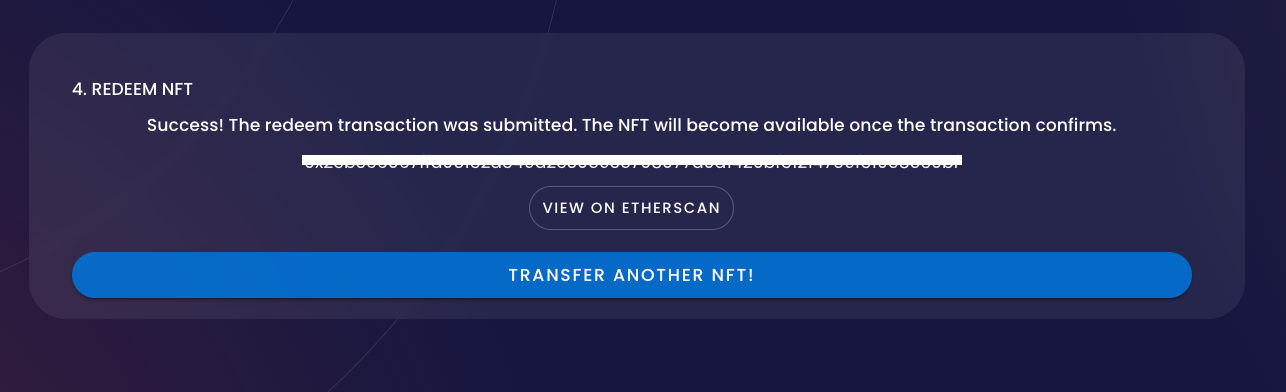 4. REDEEM NFT
Success! The redeem transaction was submitted. The NFT will become available once the transaction confirms.
VIEW ON ETHERSCAN
TRANSFER ANOTHER NFT!